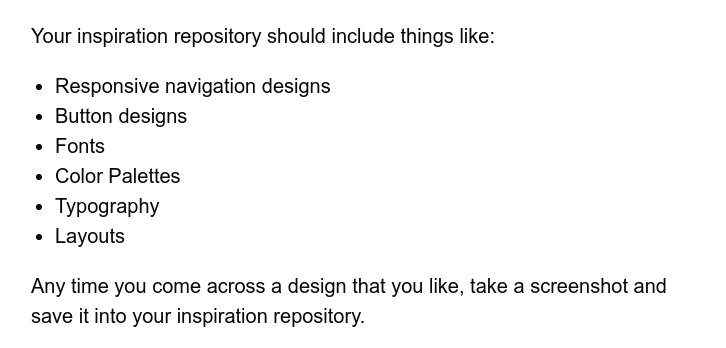 Your inspiration repository should include things like:
• Responsive navigation designs
• Button designs
• Fonts
• Color Palettes
• Typography
• Layouts
Any time you come across a design that you like, take a screenshot and
save it into your inspiration repository.